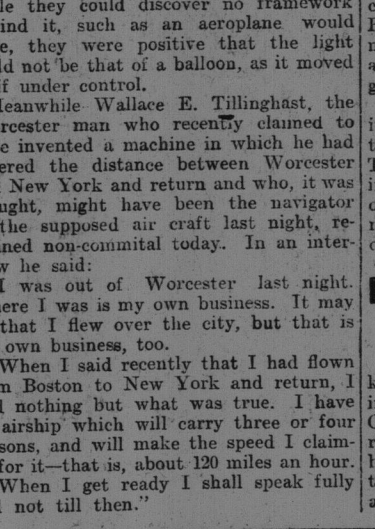 le they could discover no framework
ind it, such as an aeroplane would
e, they were positive that the light
ld not be that of a balloon, as it moved
if under control.
Meanwhile Wallace E. Tillinghast, the
rcester man who recently claimed to
e invented a machine in which he had
ered the distance between Worcester
New York and return and who, it was
ught, might have been the navigator
the supposed air craft last night, re-
ined non-commital today. In an inter-
w he said:
I was out of Worcester last night.
ere I was is my own business. It may
that I flew over the city, but that is
own business, too.
When I said recently that I had flown
m Boston to New York and return, I
d nothing but what was true. I have
airship which will carry three or four
sons, and will make the speed I claim-
for it—that is, about 120 miles an hour.
When I get ready I shall speak fully
not till then."